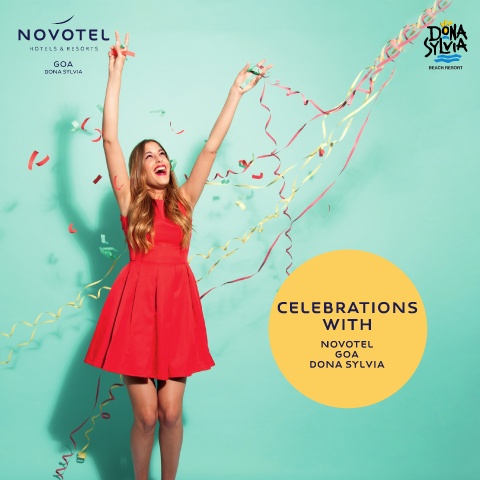 NOVOTEL
HOTELS & RESORTS
GOA
DONA SYLVIA
DONA
SYLVIA
BEACH RESORT
CELEBRATIONS
WITH
NOVOTEL
GOA
DONA SYLVIA